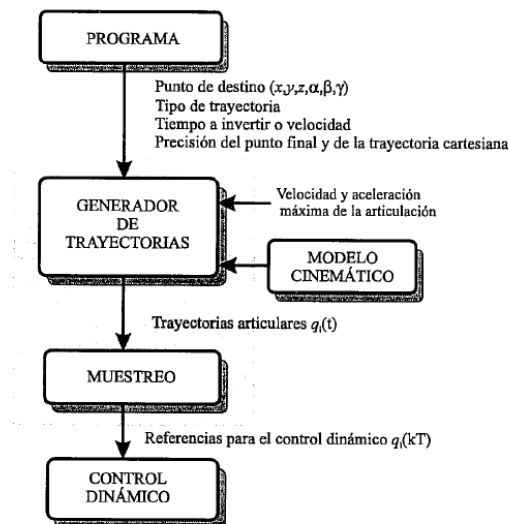 PROGRAMA
Punto de destino (x,y,z,α,β,γ)
Tipo de trayectoria
Tiempo a invertir o velocidad
Precisión del punto final y de la trayectoria cartesiana
GENERADOR
DE
TRAYECTORIAS
Velocidad y aceleración
máxima de la articulación
MODELO
CINEMÁTICO
Trayectorias articulares qi(t)
MUESTREO
Referencias para el control dinámico qi(kT)
CONTROL
DINÁMICO